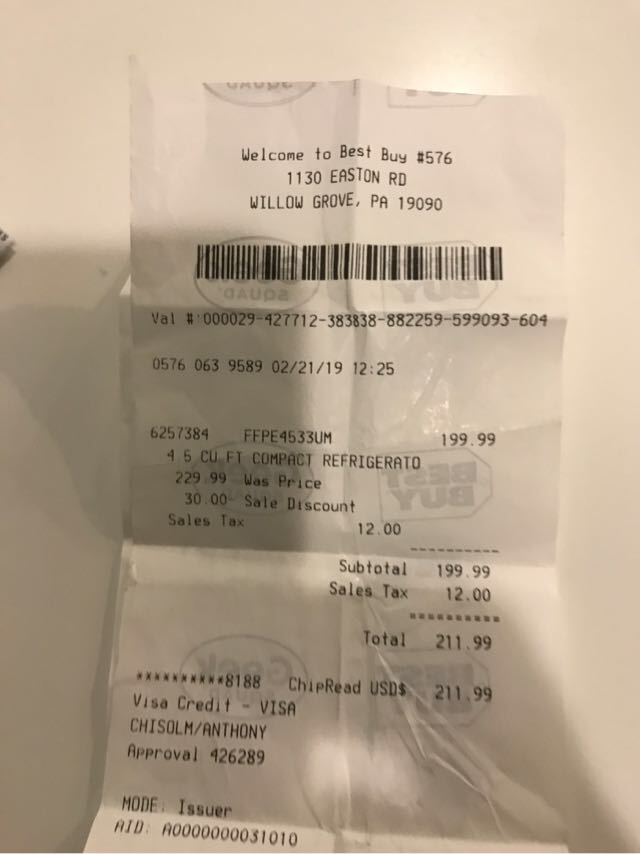 Welcome to Best Buy #576
1130 EASTON RD
WILLOW GROVE, PA 19090
Val #:000029-427712-383838-882259-599093-604
0576 063 9589 02/21/19 12:25
6257384 FFPE4533UM 199.99
4 5 CU FT COMPACT REFRIGERATO
229.99 Was Price
30.00- Sale Discount
Sales Tax 12.00
----------
Subtotal 199.99
Sales Tax 12.00
==========
Total 211.99
**********8188 ChipRead USD$ 211.99
Visa Credit - VISA
CHISOLM/ANTHONY
Approval 426289
MODE: Issuer
AID: A0000000031010